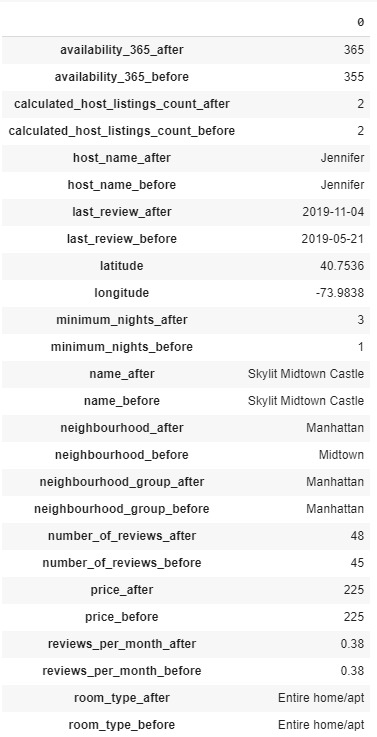 0
availability_365_after 365
availability_365_before 355
calculated_host_listings_count_after 2
calculated_host_listings_count_before 2
host_name_after Jennifer
host_name_before Jennifer
last_review_after 2019-11-04
last_review_before 2019-05-21
latitude 40.7536
longitude -73.9838
minimum_nights_after 3
minimum_nights_before 1
name_after Skylit Midtown Castle
name_before Skylit Midtown Castle
neighbourhood_after Manhattan
neighbourhood_before Midtown
neighbourhood_group_after Manhattan
neighbourhood_group_before Manhattan
number_of_reviews_after 48
number_of_reviews_before 45
price_after 225
price_before 225
reviews_per_month_after 0.38
reviews_per_month_before 0.38
room_type_after Entire home/apt
room_type_before Entire home/apt